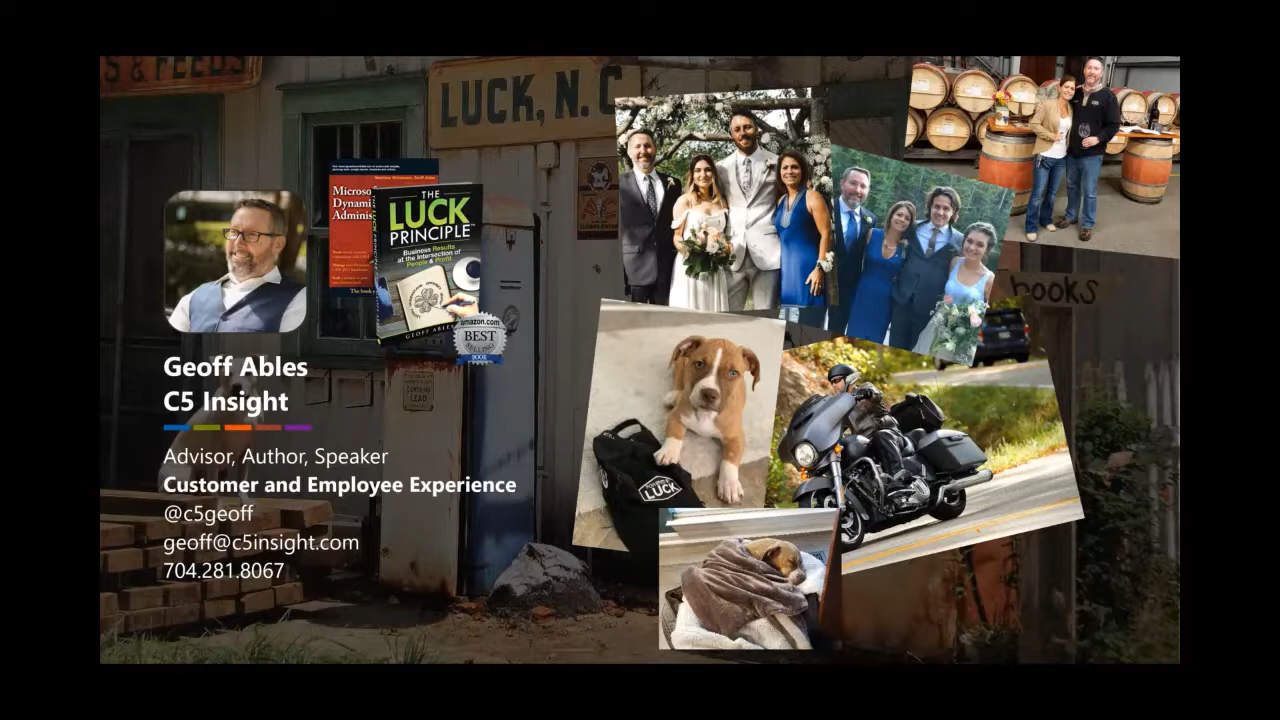 S & FEEDS
LUCK, N.C
Microso
Dynami
Adminis
THE
LUCK
PRINCIPLE
Business Results
at the Intersection of
People & Profit
GEOFF ABLES
amazon.com
BEST
SELLING
BOOK
books
LUCK
Geoff Ables
C5 Insight
Advisor, Author, Speaker
Customer and Employee Experience
@c5geoff
geoff@c5insight.com
704.281.8067